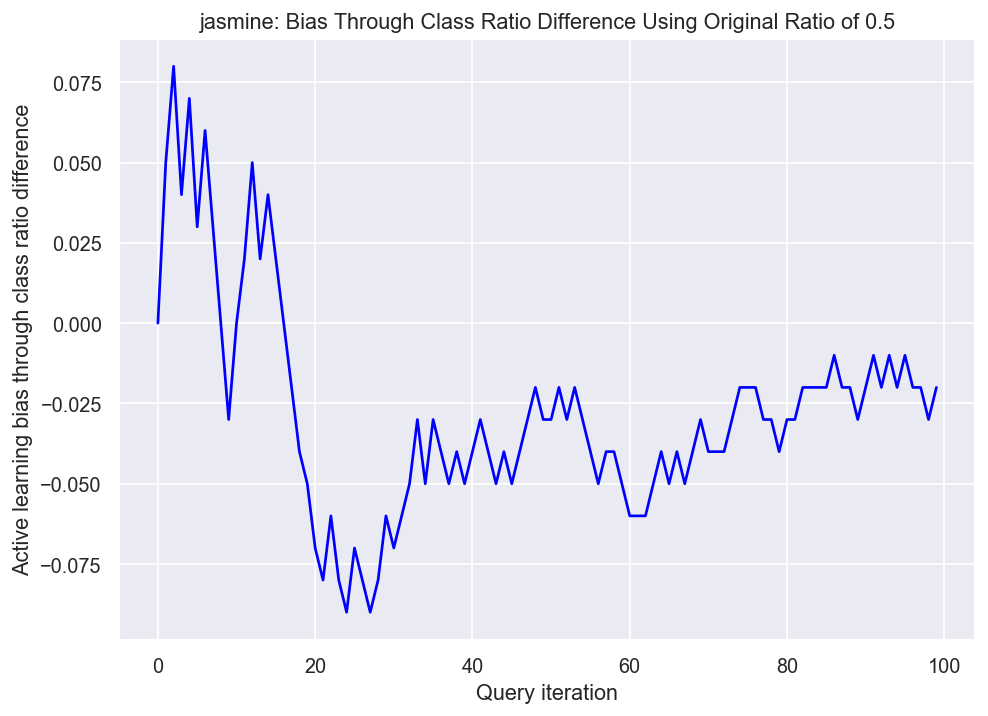 jasmine: Bias Through Class Ratio Difference Using Original Ratio of 0.5
Active learning bias through class ratio difference
0.075
0.050
0.025
0.000
−0.025
−0.050
−0.075
0 20 40 60 80 100
Query iteration